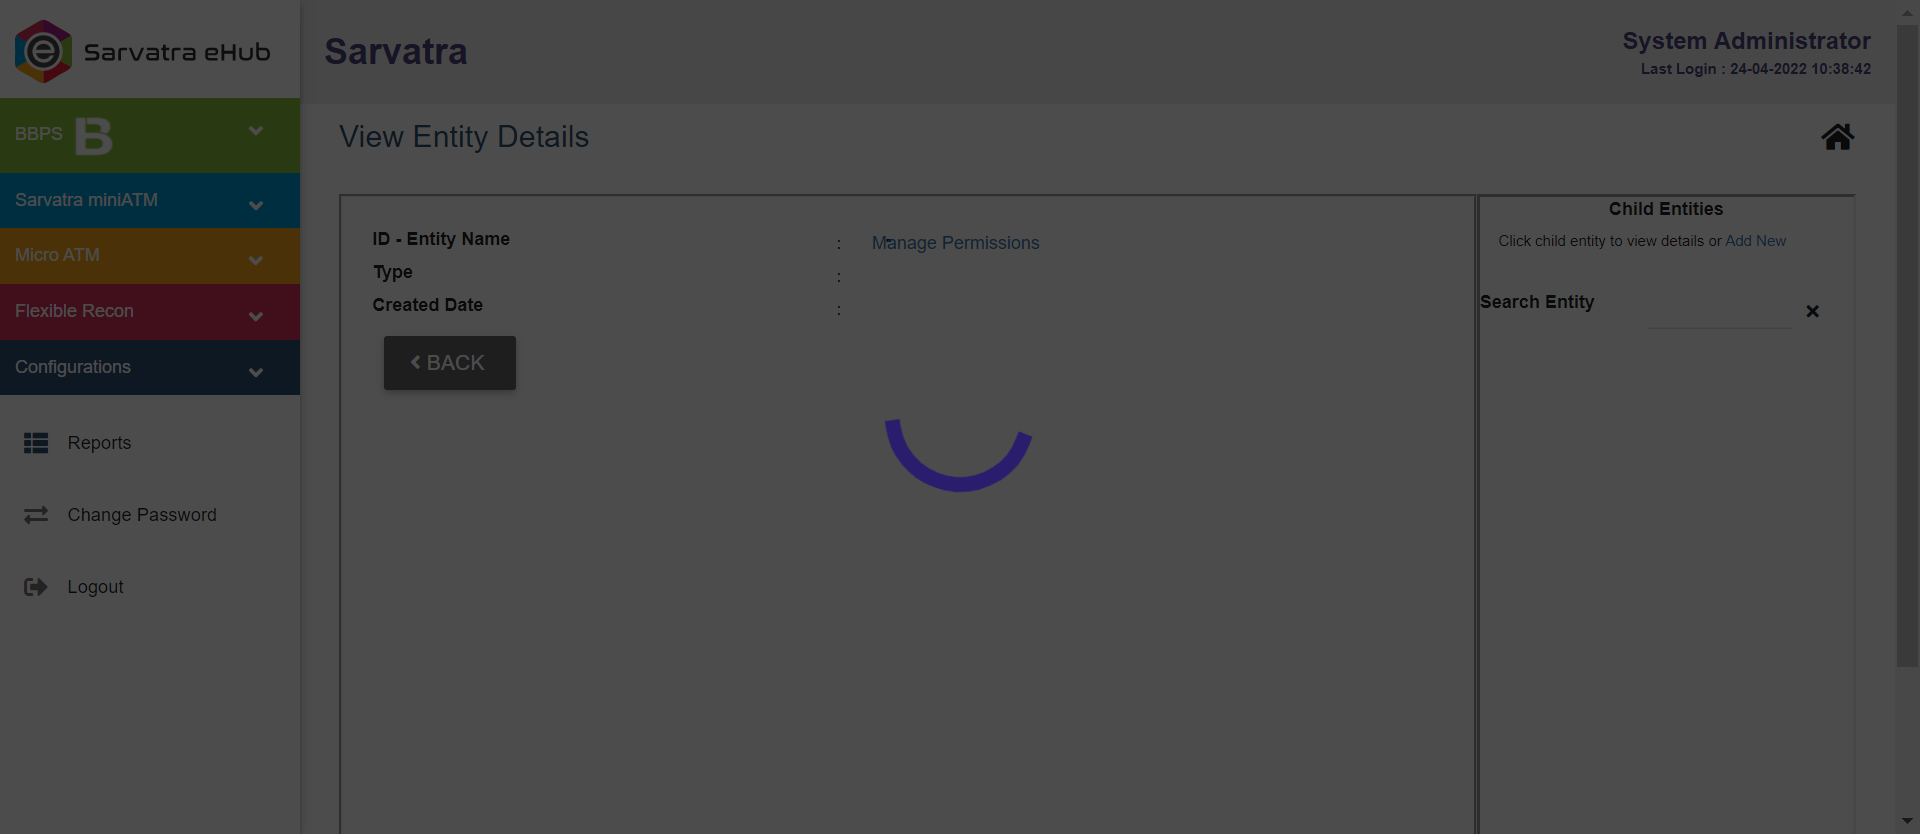 Sarvatra eHub
Sarvatra
System Administrator
Last Login : 24-04-2022 10:38:42
BBPS B
Sarvatra miniATM
Micro ATM
Flexible Recon
Configurations
Reports
Change Password
Logout
View Entity Details
ID - Entity Name : - Manage Permissions
Type :
Created Date :
BACK
Child Entities
Click child entity to view details or Add New
Search Entity